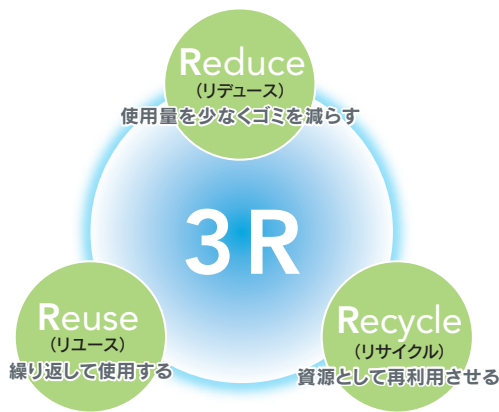 Reduce
（リデュース）
使用量を少なくゴミを減らす
3R
Reuse
（リユース）
繰り返して使用する
Recycle
（リサイクル）
資源として再利用させる